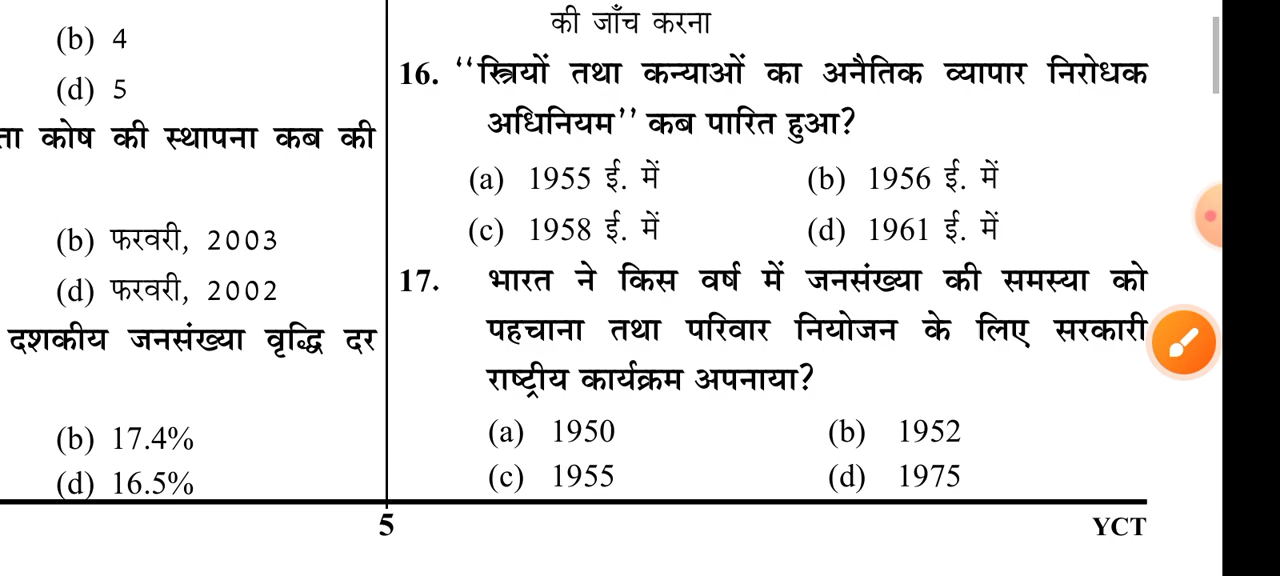 (b) 4
(d) 5
ता कोष की स्थापना कब की
(b) फरवरी, 2003
(d) फरवरी, 2002
दशकीय जनसंख्या वृद्धि दर
(b) 17.4%
(d) 16.5%
की जाँच करना
16. ‘‘स्त्रियों तथा कन्याओं का अनैतिक व्यापार निरोधक
अधिनियम’’ कब पारित हुआ?
(a) 1955 ई. में (b) 1956 ई. में
(c) 1958 ई. में (d) 1961 ई. में
17. भारत ने किस वर्ष में जनसंख्या की समस्या को
पहचाना तथा परिवार नियोजन के लिए सरकारी
राष्ट्रीय कार्यक्रम अपनाया?
(a) 1950 (b) 1952
(c) 1955 (d) 1975
5 YCT